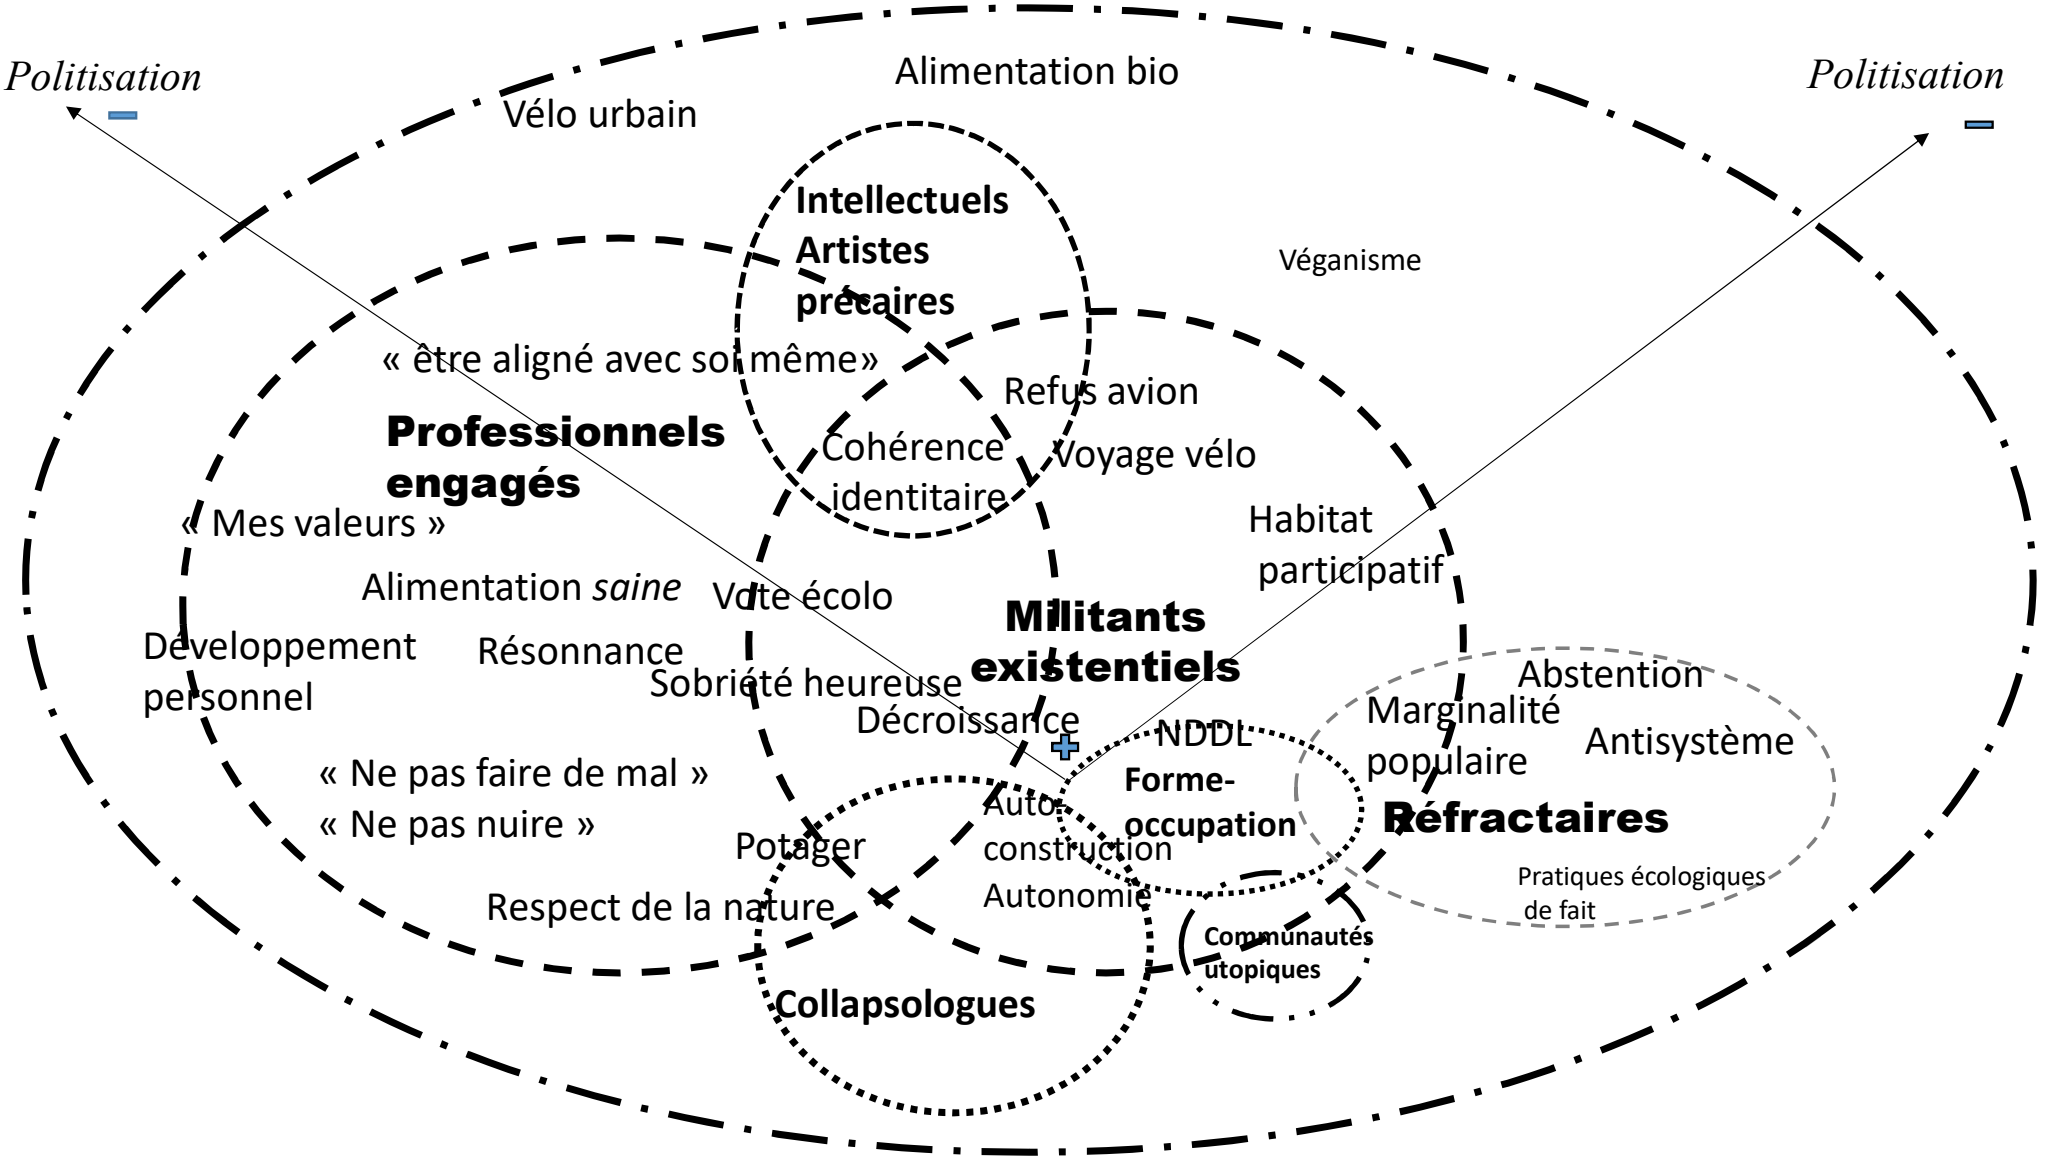 Alimentation bio
Politisation
Politisation
Vélo urbain
Intellectuels
Artistes
précaires
Véganisme
« être aligné avec soi même»
Refus avion
Professionnels
engagés
Cohérence
identitaire
Voyage vélo
« Mes valeurs »
Habitat
participatif
Alimentation saine
Vote écolo
Militants
existentiels
Développement
personnel
Résonnance
Sobriété heureuse
Décroissance
NDDL
Abstention
Marginalité
populaire
Antisystème
« Ne pas faire de mal »
« Ne pas nuire »
Forme-
occupation
Auto-
construction
Autonomie
Réfractaires
Potager
Pratiques écologiques
de fait
Respect de la nature
Communautés
utopiques
Collapsologues